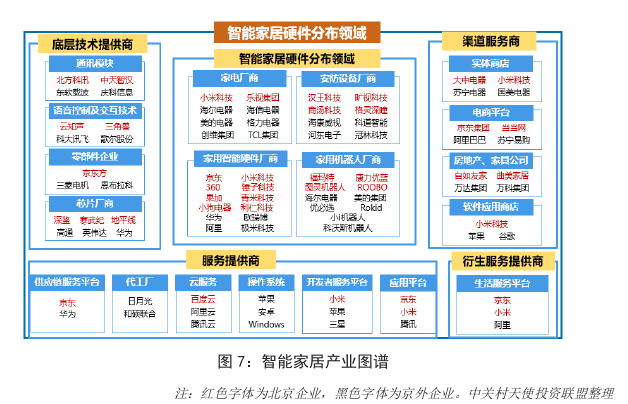 智能家居硬件分布领域
底层技术提供商
通讯模块
北方科讯 中天智汉
东软载波 庆科信息
语音控制及交互技术
云知声 三角兽
科大讯飞 歌尔股份
零部件企业
京东方
三菱电机 恩布拉科
芯片厂商
深鉴 寒武纪 地平线
高通 英伟达 华为
智能家居硬件分布领域
家电厂商
小米科技 乐视集团
海尔电器 海信电器
美的电器 格力电器
创维集团 TCL集团
安防设备厂商
汉王科技 旷视科技
商汤科技 格灵深瞳
海康威视 科道智能
河东电子 冠林科技
家用智能硬件厂商
京东 小米科技
360 锤子科技
果加 青米科技
小狗电器 利仁科技
华为 欧瑞博
阿里 极米科技
家用机器人厂商
福玛特 康力优蓝
图灵机器人 ROOBO
海尔电器 美的集团
优必选 Rokid
小i机器人
科沃斯机器人
渠道服务商
实体商店
大中电器 小米科技
苏宁电器 国美电器
电商平台
京东集团 当当网
阿里巴巴 苏宁易购
房地产、家具公司
自如友家 曲美家居
万达集团 万科集团
软件应用商店
小米科技
苹果 谷歌
服务提供商
供应链服务平台
京东
华为
代工厂
日月光
和硕联合
云服务
百度云
阿里云
腾讯云
操作系统
苹果
安卓
Windows
开发者服务平台
小米
苹果
三星
应用平台
京东
小米
腾讯
衍生服务提供商
生活服务平台
京东
小米
阿里
图 7：智能家居产业图谱
注：红色字体为北京企业，黑色字体为京外企业。中关村天使投资联盟整理